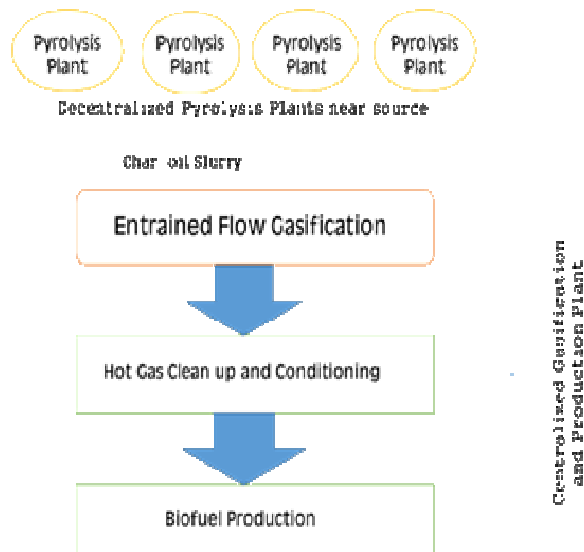 Pyrolysis Plant
Pyrolysis Plant
Pyrolysis Plant
Pyrolysis Plant
Decentralized Pyrolysis Plants near source
Char oil Slurry
Entrained Flow Gasification
Hot Gas Clean up and Conditioning
Biofuel Production
Centralized Gasification
and Production Plant